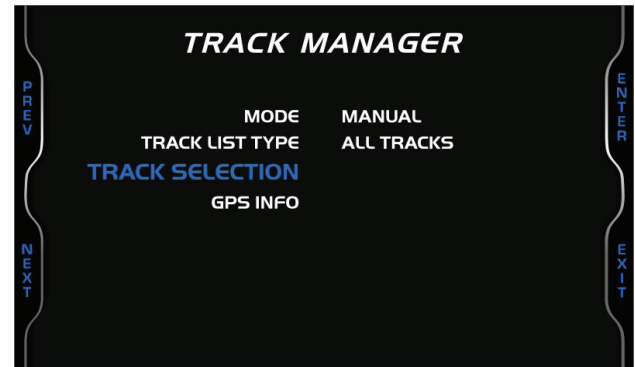 TRACK MANAGER
PREV
ENTER
MODE MANUAL
TRACK LIST TYPE ALL TRACKS
TRACK SELECTION
GPS INFO
NEXT
EXIT